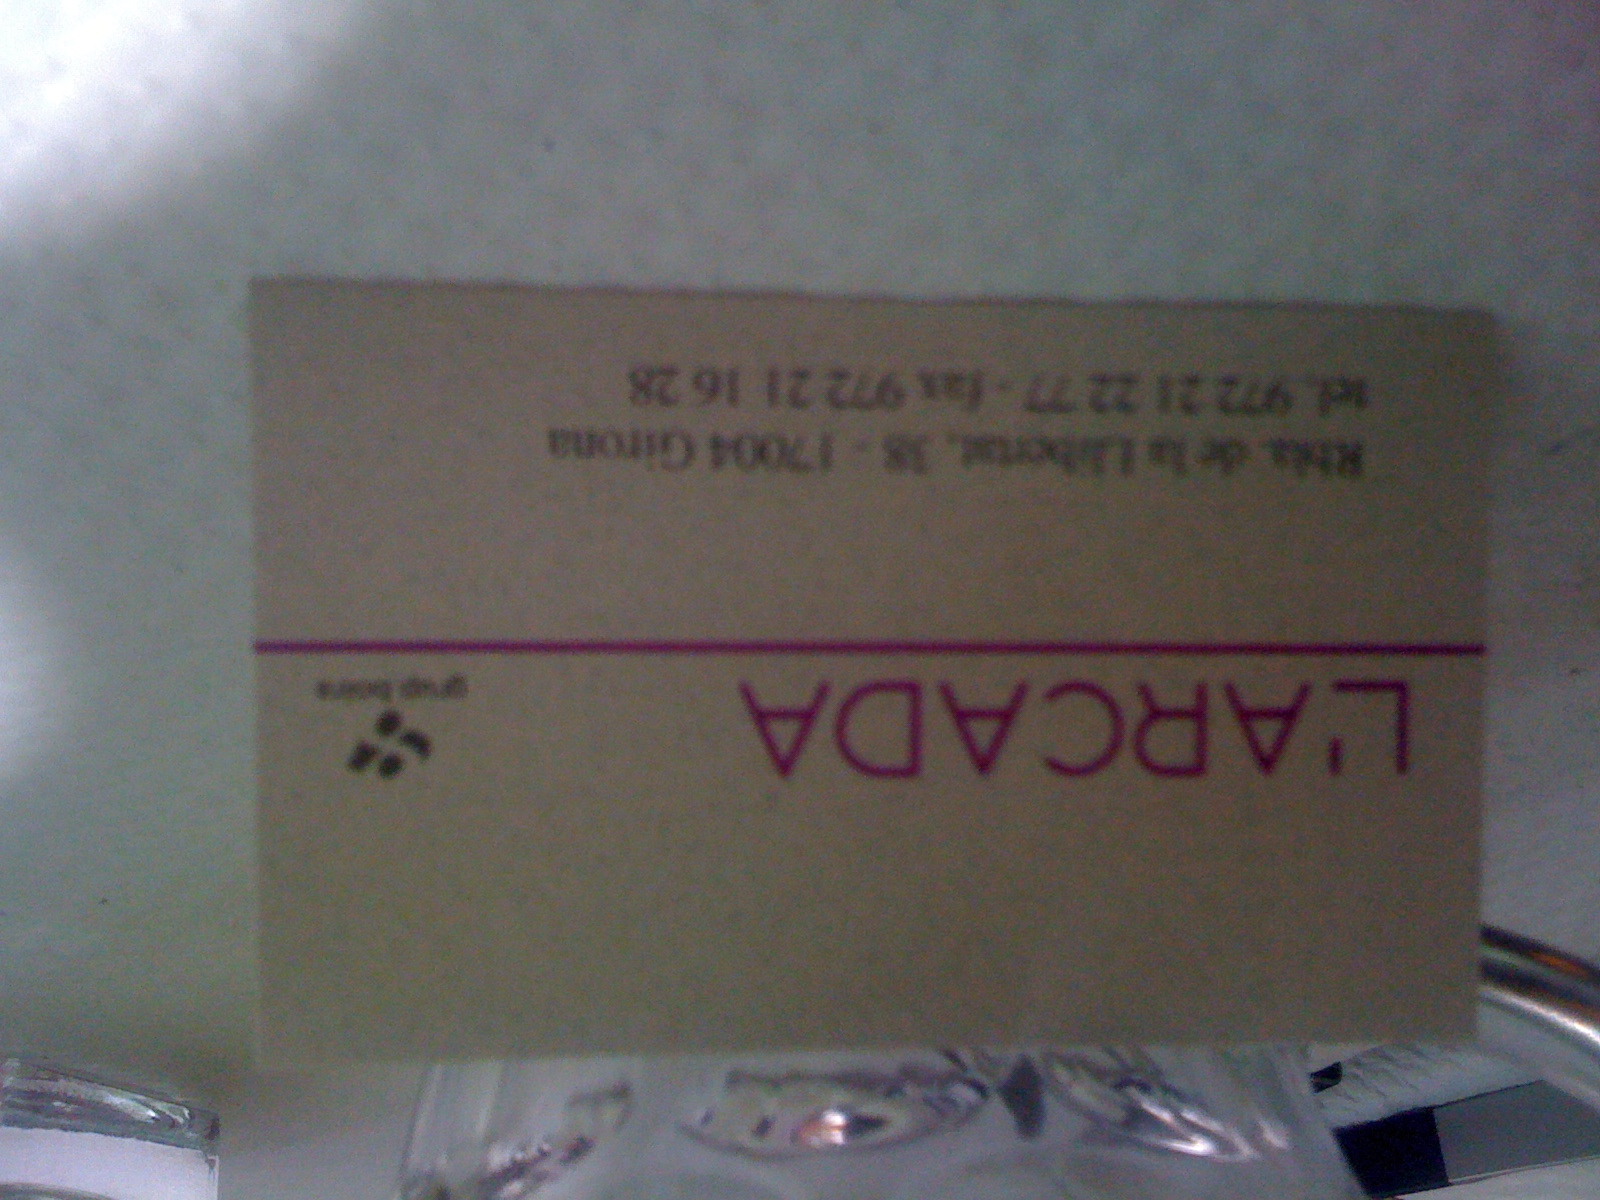 L'ARCADA
grup boira
Rbla. de la Llibertat, 38 - 17004 Girona
tel. 972 21 22 77 - fax 972 21 16 28